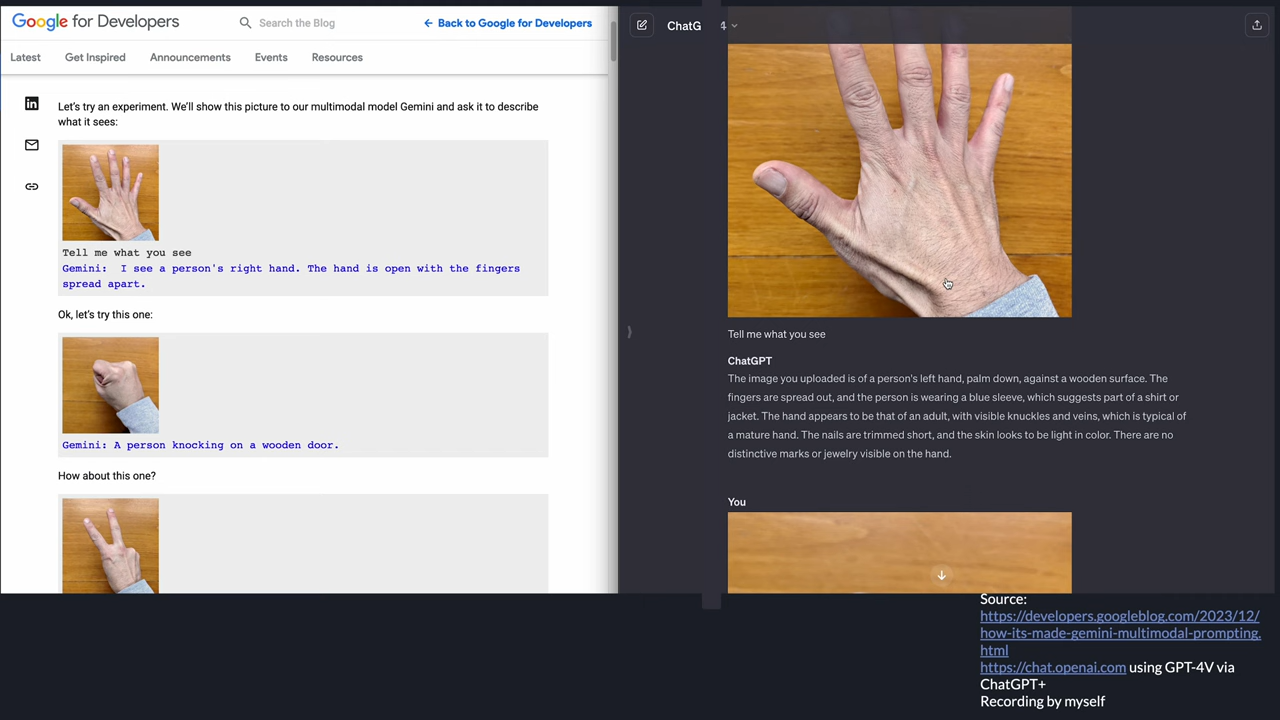 Google for Developers
Search the Blog
← Back to Google for Developers
Latest
Get Inspired
Announcements
Events
Resources
Let's try an experiment. We'll show this picture to our multimodal model Gemini and ask it to describe
what it sees:
Tell me what you see
Gemini: I see a person's right hand. The hand is open with the fingers
spread apart.
Ok, let's try this one:
Gemini: A person knocking on a wooden door.
How about this one?
ChatG 4
Tell me what you see
ChatGPT
The image you uploaded is of a person's left hand, palm down, against a wooden surface. The
fingers are spread out, and the person is wearing a blue sleeve, which suggests part of a shirt or
jacket. The hand appears to be that of an adult, with visible knuckles and veins, which is typical of
a mature hand. The nails are trimmed short, and the skin looks to be light in color. There are no
distinctive marks or jewelry visible on the hand.
You
Source:
https://developers.googleblog.com/2023/12/
how-its-made-gemini-multimodal-prompting.
html
https://chat.openai.com using GPT-4V via
ChatGPT+
Recording by myself